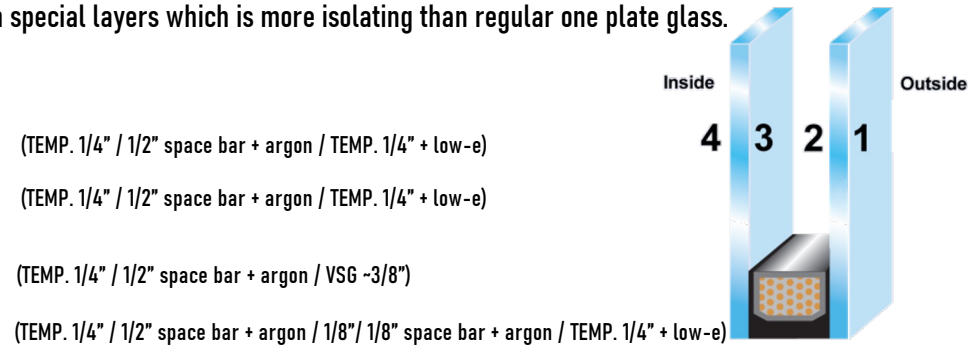 special layers which is more isolating than regular one plate glass.
Inside
Outside
4 3 2 1
(TEMP. 1/4” / 1/2” space bar + argon / TEMP. 1/4” + low-e)
(TEMP. 1/4” / 1/2” space bar + argon / TEMP. 1/4” + low-e)
(TEMP. 1/4” / 1/2” space bar + argon / VSG ~3/8”)
(TEMP. 1/4” / 1/2” space bar + argon / 1/8”/ 1/8” space bar + argon / TEMP. 1/4” + low-e)